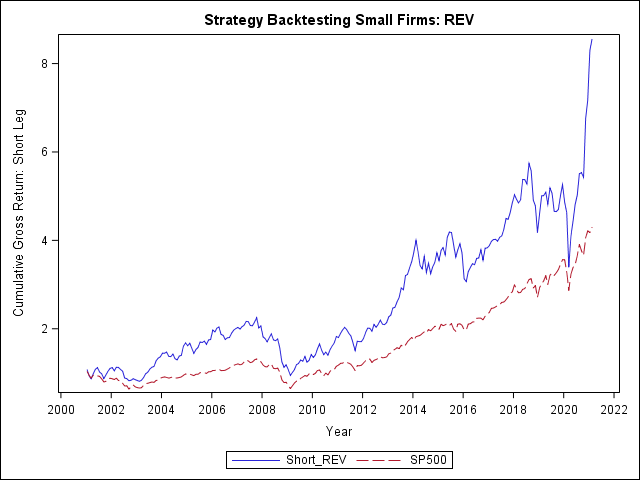 Strategy Backtesting Small Firms: REV
Cumulative Gross Return: Short Leg
8
6
4
2
2000 2002 2004 2006 2008 2010 2012 2014 2016 2018 2020 2022
Year
Short_REV SP500